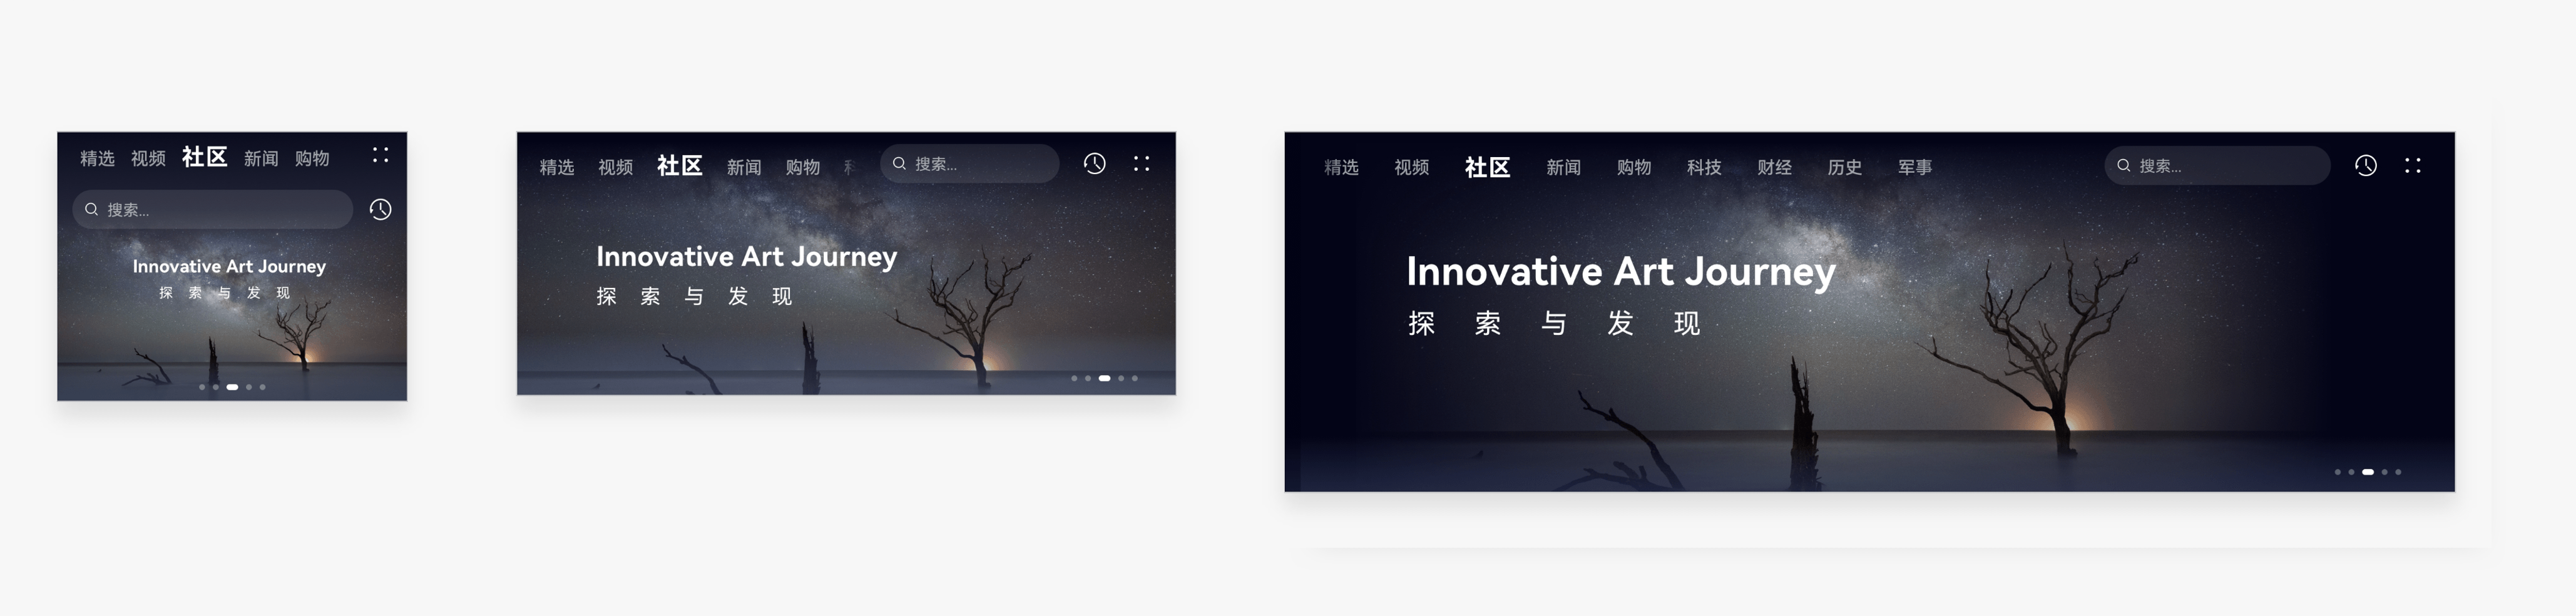 精选 视频 社区 新闻 购物
搜索...
Innovative Art Journey
探 索 与 发 现
精选 视频 社区 新闻 购物
搜索...
Innovative Art Journey
探 索 与 发 现
精选 视频 社区 新闻 购物 科技 财经 历史 军事
搜索...
Innovative Art Journey
探 索 与 发 现